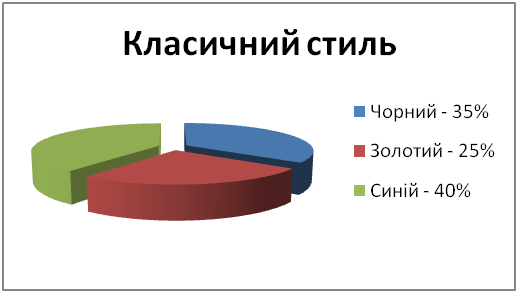 Класичний стиль
Чорний - 35%
Золотий - 25%
Синій - 40%